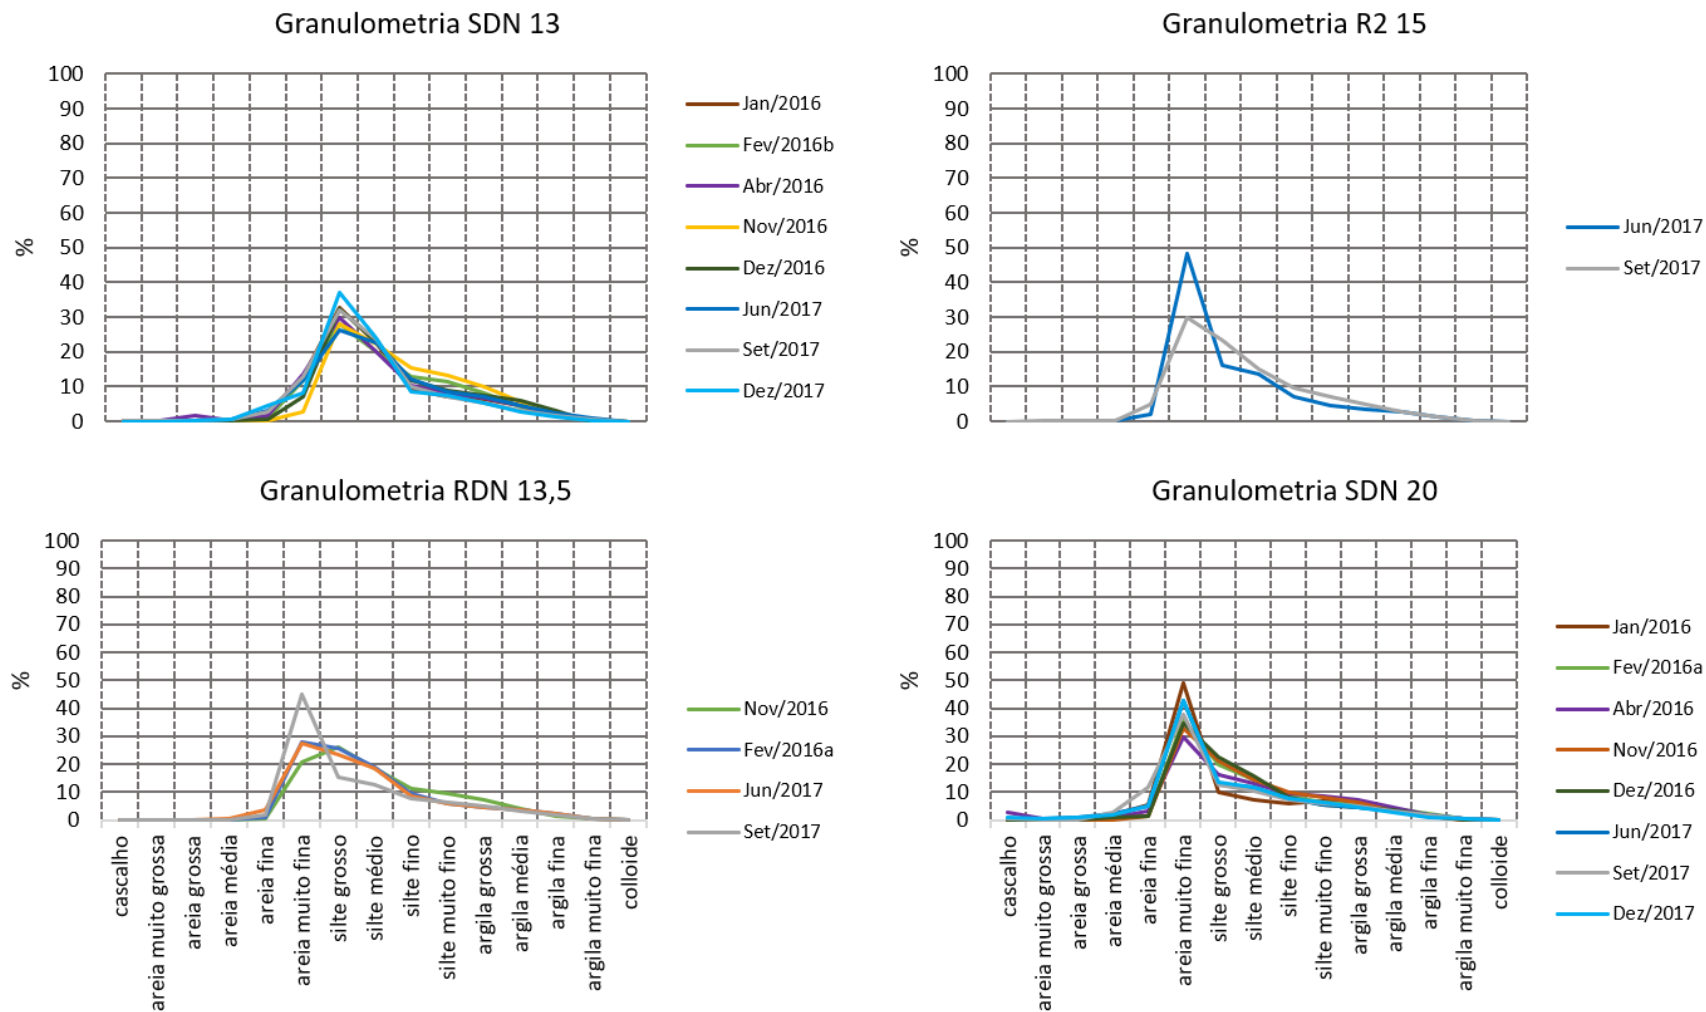 Granulometria SDN 13
100
90
80
70
60
50
40
30
20
10
0
%
Jan/2016
Fev/2016b
Abr/2016
Nov/2016
Dez/2016
Jun/2017
Set/2017
Dez/2017
Granulometria R2 15
100
90
80
70
60
50
40
30
20
10
0
%
Jun/2017
Set/2017
Granulometria RDN 13,5
100
90
80
70
60
50
40
30
20
10
0
%
cascalho
areia muito grossa
areia grossa
areia média
areia fina
areia muito fina
silte grosso
silte médio
silte fino
silte muito fino
argila grossa
argila média
argila fina
argila muito fina
colloide
Nov/2016
Fev/2016a
Jun/2017
Set/2017
Granulometria SDN 20
100
90
80
70
60
50
40
30
20
10
0
%
cascalho
areia muito grossa
areia grossa
areia média
areia fina
areia muito fina
silte grosso
silte médio
silte fino
silte muito fino
argila grossa
argila média
argila fina
argila muito fina
colloide
Jan/2016
Fev/2016a
Abr/2016
Nov/2016
Dez/2016
Jun/2017
Set/2017
Dez/2017